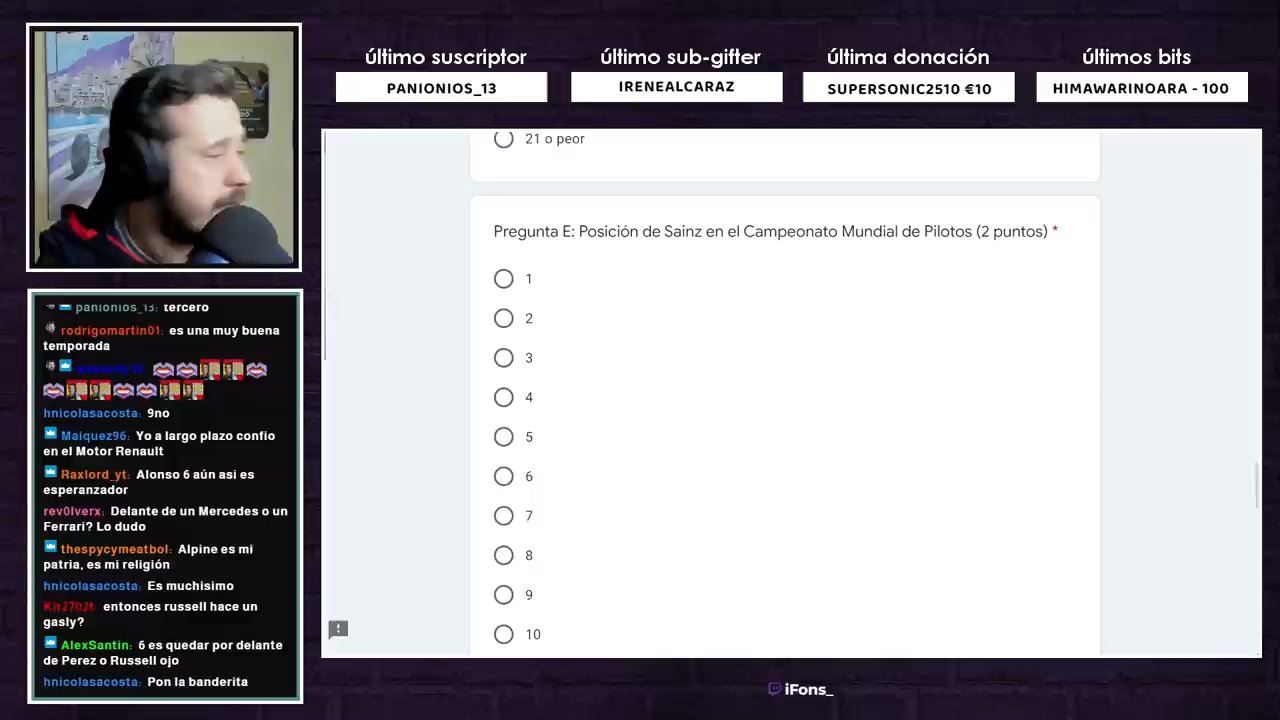 último suscriptor
PANIONIOS_13
último sub-gifter
IRENEALCARAZ
última donación
SUPERSONIC2510 €10
últimos bits
HIMAWARINOARA - 100
panionios_13: tercero
rodrigomartin01: es una muy buena
temporada
hnicolasacosta: 9no
Maiquez96: Yo a largo plazo confio
en el Motor Renault
Raxlord_yt: Alonso 6 aún asi es
esperanzador
rev0lverx: Delante de un Mercedes o un
Ferrari? Lo dudo
thespycymeatbol: Alpine es mi
patria, es mi religión
hnicolasacosta: Es muchisimo
Kir2702t entonces russell hace un
gasly?
AlexSantin: 6 es quedar por delante
de Perez o Russell ojo
hnicolasacosta: Pon la banderita
21 o peor
Pregunta E: Posición de Sainz en el Campeonato Mundial de Pilotos (2 puntos) *
1
2
3
4
5
6
7
8
9
10
iFons_